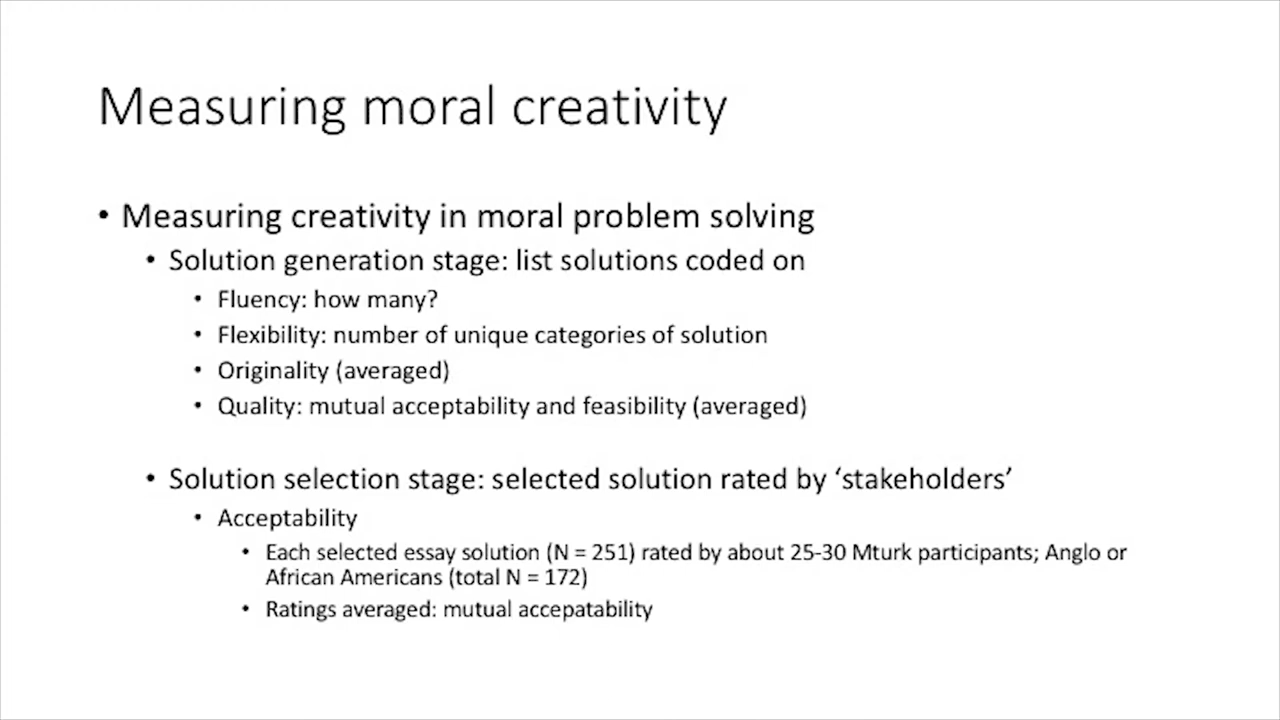 Measuring moral creativity
• Measuring creativity in moral problem solving
• Solution generation stage: list solutions coded on
• Fluency: how many?
• Flexibility: number of unique categories of solution
• Originality (averaged)
• Quality: mutual acceptability and feasibility (averaged)
• Solution selection stage: selected solution rated by ‘stakeholders’
• Acceptability
• Each selected essay solution (N = 251) rated by about 25-30 Mturk participants; Anglo or
African Americans (total N = 172)
• Ratings averaged: mutual accepatability